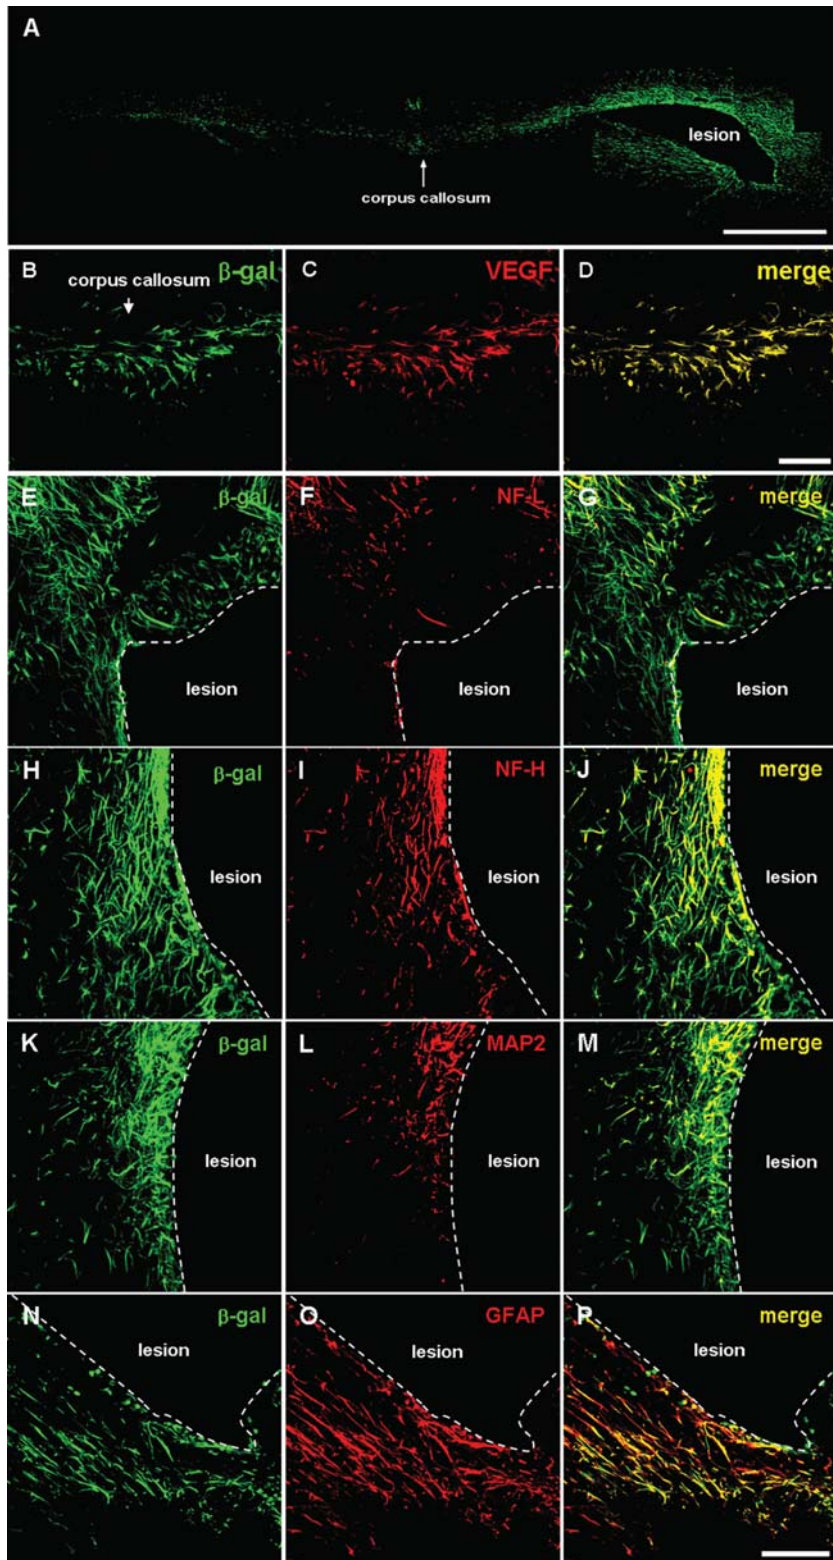 A
lesion
corpus callosum
B β-gal C VEGF D merge
corpus callosum
E β-gal F NF-L G merge
lesion lesion lesion
H β-gal I NF-H J merge
lesion lesion lesion
K β-gal L MAP2 M merge
lesion lesion lesion
N β-gal O GFAP P merge
lesion lesion lesion